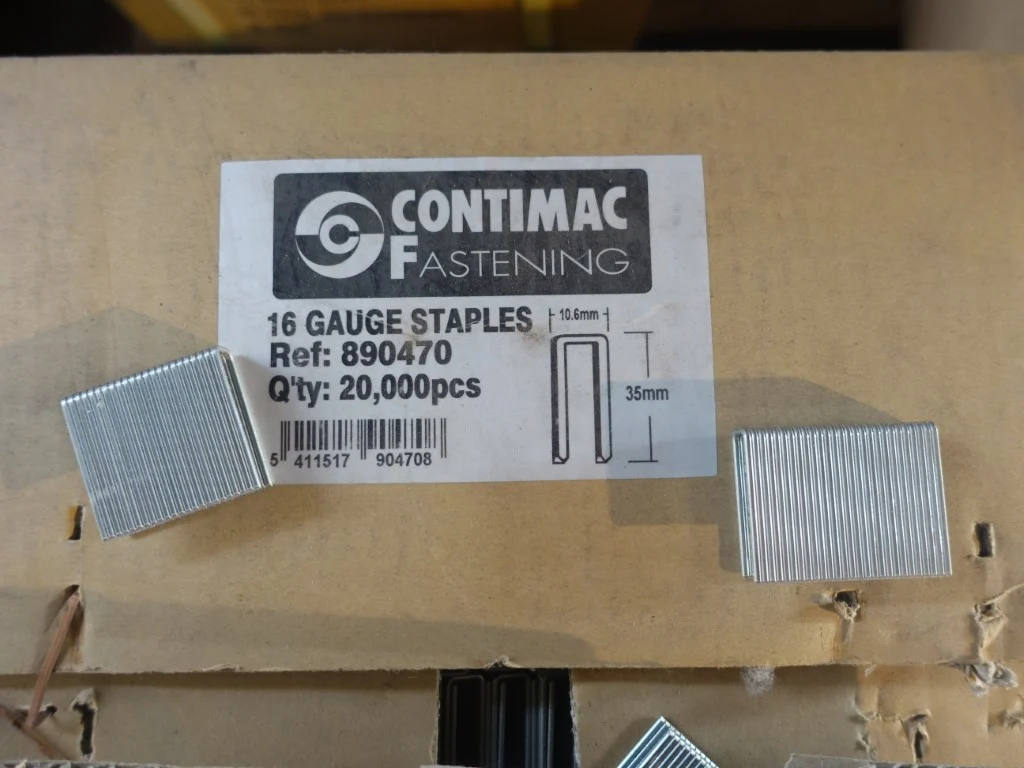 CONTIMAC
FASTENING
16 GAUGE STAPLES
10.6mm
Ref: 890470
Q'ty: 20,000pcs
35mm
5 411517 904708